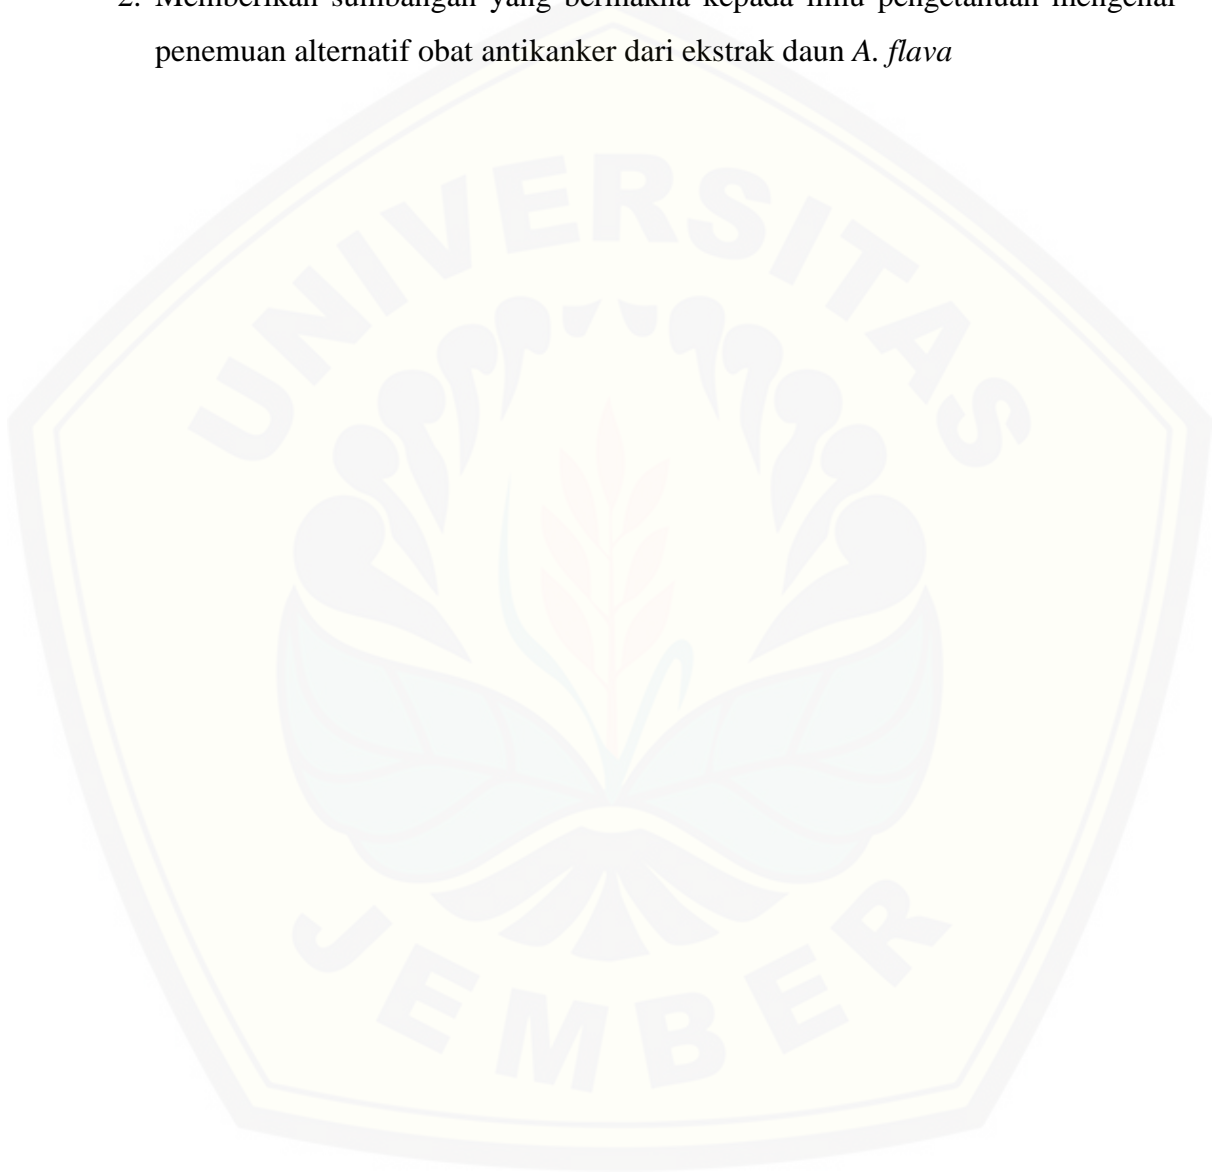 2. Memberikan sumbangan yang bermakna kepada ilmu pengetahuan mengenai
penemuan alternatif obat antikanker dari ekstrak daun A. flava
UNIVERSITAS
JEMBER